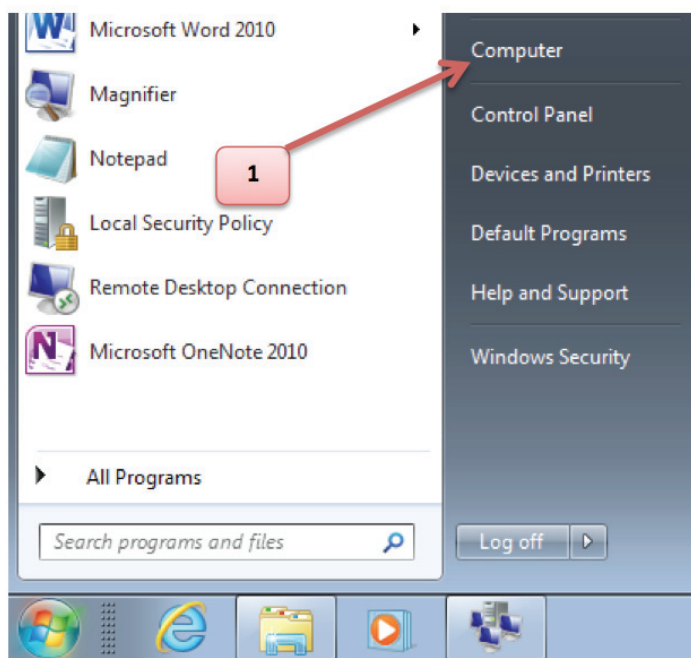 Microsoft Word 2010
Magnifier
Notepad
Local Security Policy
Remote Desktop Connection
Microsoft OneNote 2010
All Programs
Search programs and files
1
Computer
Control Panel
Devices and Printers
Default Programs
Help and Support
Windows Security
Log off